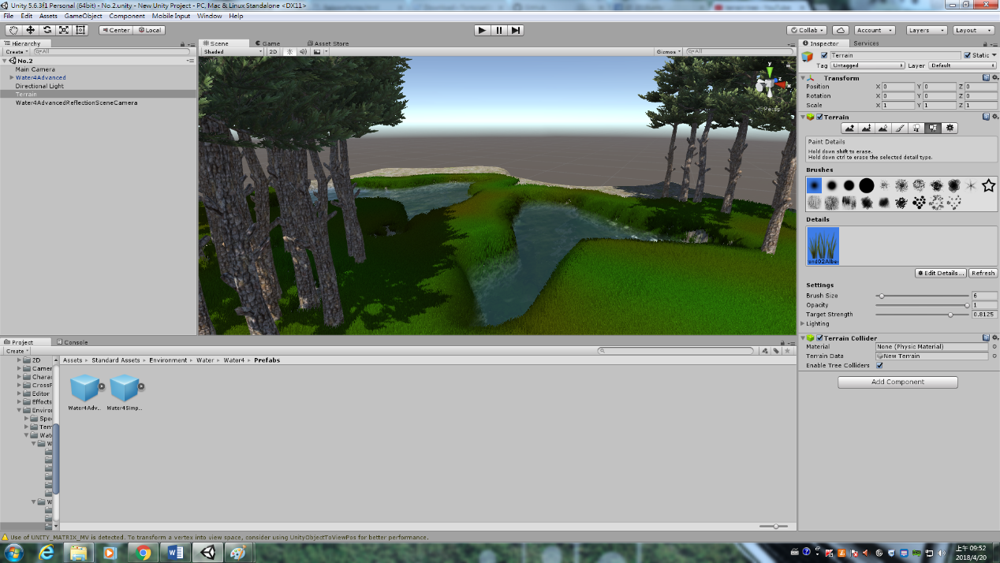 Unity 5.6.3f1 Personal (64bit) - No.2.unity - New Unity Project - PC, Mac & Linux Standalone <DX11>
File Edit Assets GameObject Component Mobile Input Window Help
Center Local
Collab Account Layers Layout
Hierarchy
Create All
No.2
Main Camera
Water4Advanced
Directional Light
Terrain
Water4AdvancedReflectionSceneCamera
Scene Game Asset Store
Shaded 2D Gizmos All
y
z
x
Persp
Inspector Services
Terrain Static
Tag Untagged Layer Default
Transform
Position X 0 Y 0 Z 0
Rotation X 0 Y 0 Z 0
Scale X 1 Y 1 Z 1
Terrain
Paint Details
Hold down shift to erase.
Hold down ctrl to erase the selected detail type.
Brushes
Details
Edit Details... Refresh
Settings
Brush Size 6
Opacity 1
Target Strength 0.8125
Lighting
Terrain Collider
Material None (Physic Material)
Terrain Data New Terrain
Enable Tree Colliders
Add Component
Project Console
Create
2D
Camer
Chara
CrossP
Editor
Effects
Enviro
Spe
Terr
Wat
W
W
Assets Standard Assets Environment Water Water4 Prefabs
Water4Adv... Water4Simp...
Use of UNITY_MATRIX_MV is detected. To transform a vertex into view space, consider using UnityObjectToViewPos for better performance.
上午 09:52
2018/4/20